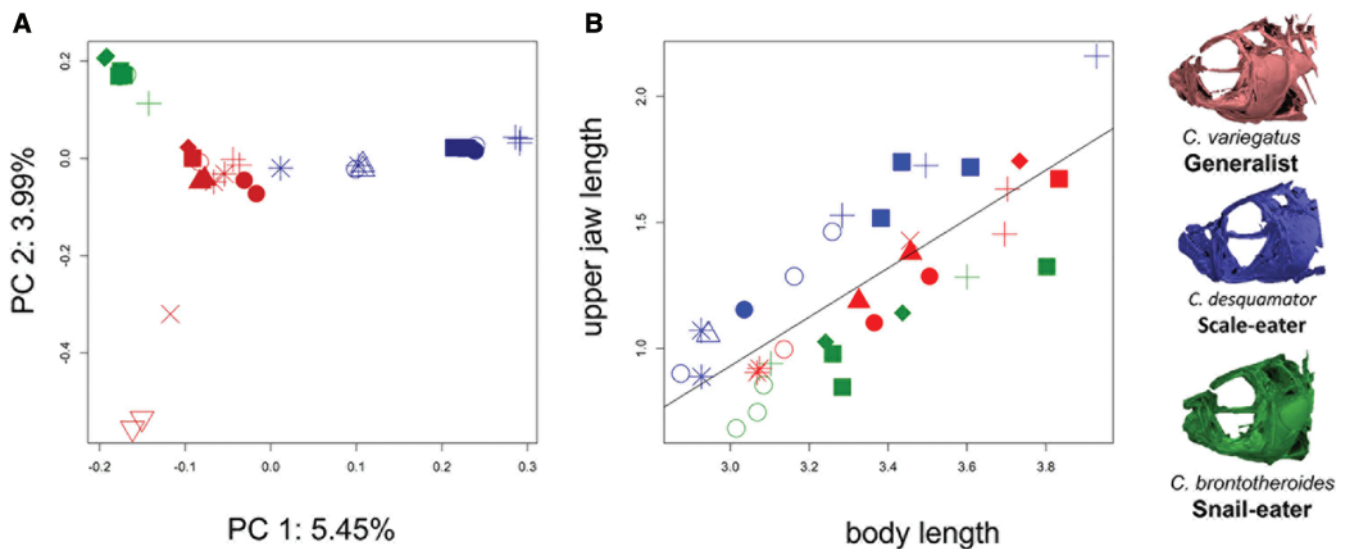 A
0.2
0.0
-0.2
-0.4
PC 2: 3.99%
-0.2 -0.1 0.0 0.1 0.2 0.3
PC 1: 5.45%
B
2.0
1.5
1.0
upper jaw length
3.0 3.2 3.4 3.6 3.8
body length
C. variegatus
Generalist
C. desquamator
Scale-eater
C. brontotheroides
Snail-eater